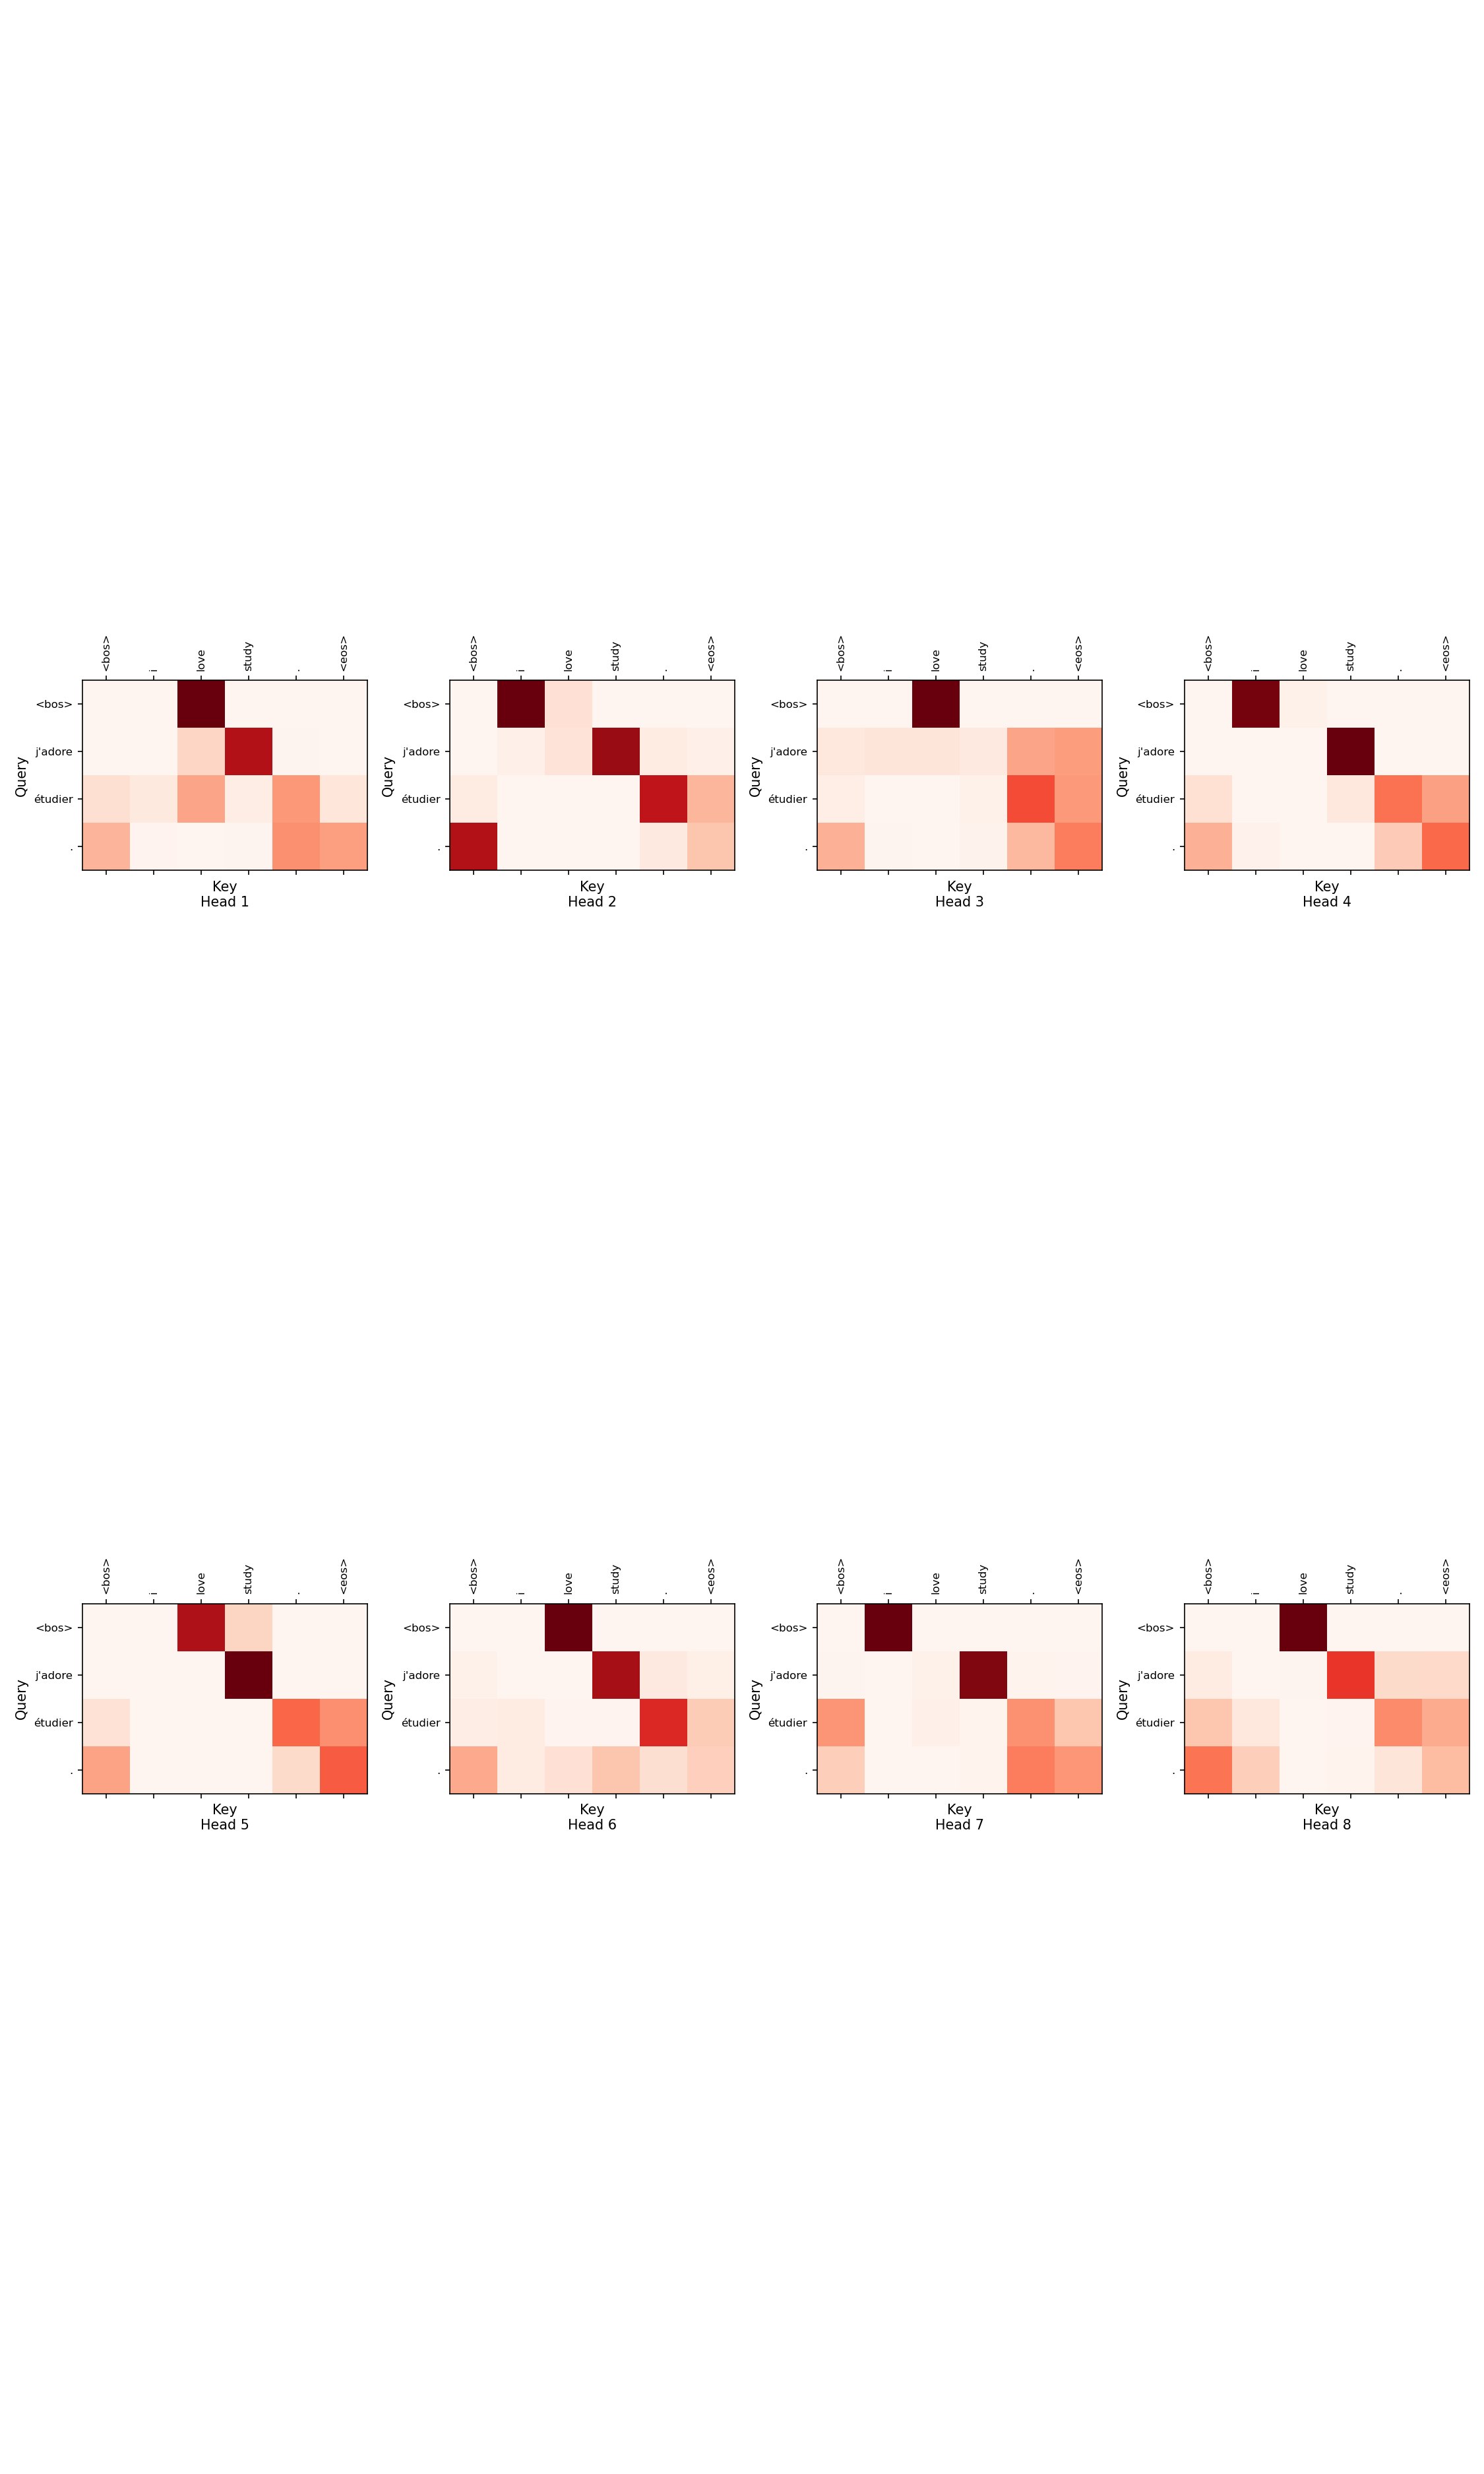 <bos> i love study . <eos>
<bos> i love study . <eos>
<bos> i love study . <eos>
<bos> i love study . <eos>
Query <bos> j'adore étudier .
Query <bos> j'adore étudier .
Query <bos> j'adore étudier .
Query <bos> j'adore étudier .
Key
Head 1
Key
Head 2
Key
Head 3
Key
Head 4
<bos> i love study . <eos>
<bos> i love study . <eos>
<bos> i love study . <eos>
<bos> i love study . <eos>
Query <bos> j'adore étudier .
Query <bos> j'adore étudier .
Query <bos> j'adore étudier .
Query <bos> j'adore étudier .
Key
Head 5
Key
Head 6
Key
Head 7
Key
Head 8